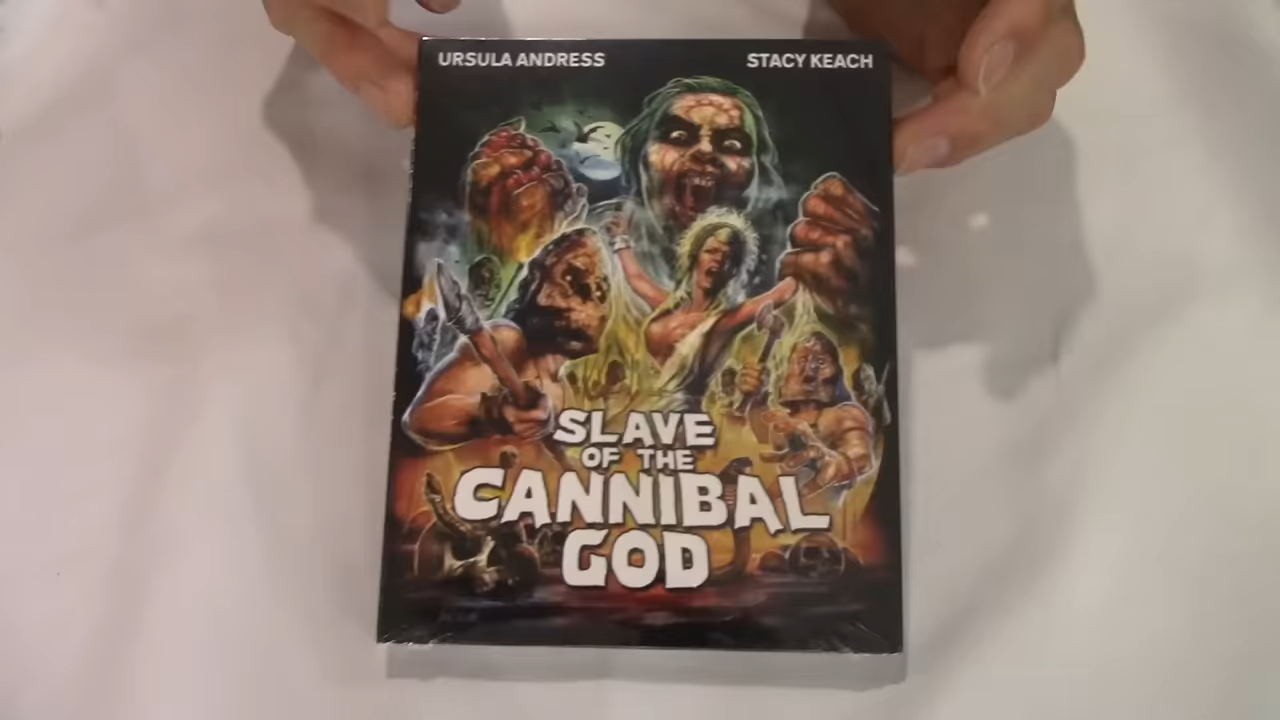 URSULA ANDRESS STACY KEACH
SLAVE
OF THE
CANNIBAL
GOD